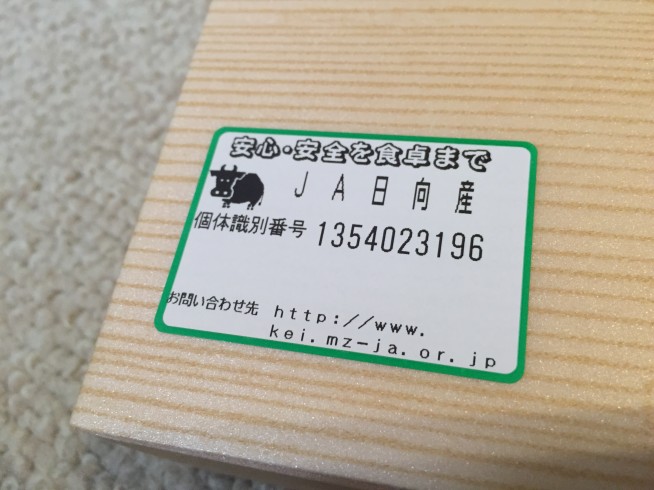 安心・安全を食卓まで
JA日向産
個体識別番号 1354023196
お問い合わせ先 http://www.
kei.mz-ja.or.jp